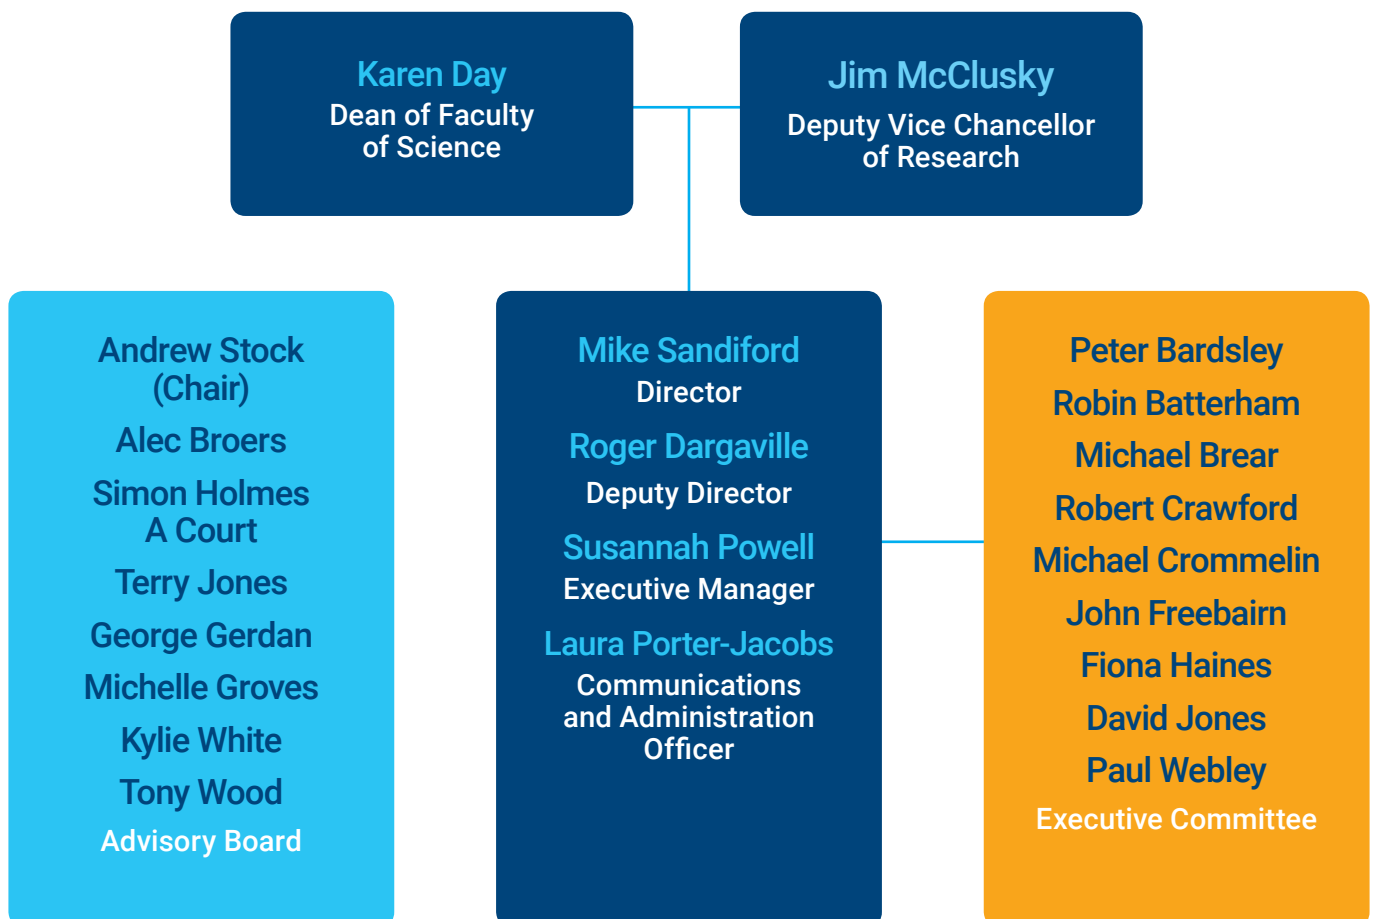 Karen Day
Dean of Faculty
of Science
Jim McClusky
Deputy Vice Chancellor
of Research
Andrew Stock
(Chair)
Alec Broers
Simon Holmes
A Court
Terry Jones
George Gerdan
Michelle Groves
Kylie White
Tony Wood
Advisory Board
Mike Sandiford
Director
Roger Dargaville
Deputy Director
Susannah Powell
Executive Manager
Laura Porter-Jacobs
Communications
and Administration
Officer
Peter Bardsley
Robin Batterham
Michael Brear
Robert Crawford
Michael Crommelin
John Freebairn
Fiona Haines
David Jones
Paul Webley
Executive Committee